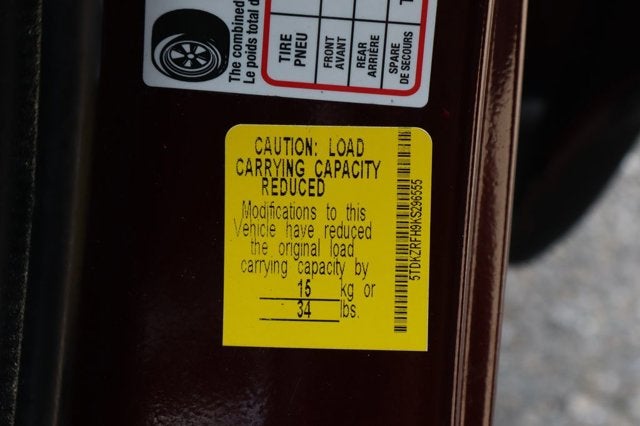 The combined
Le poids total d
TIRE
PNEU
FRONT
AVANT
REAR
ARRIÈRE
SPARE
DE SECOURS
CAUTION: LOAD
CARRYING CAPACITY
REDUCED
Modifications to this
Vehicle have reduced
the original load
carrying capacity by
15 kg or
34 lbs.
5TDKZRFH9KS296555